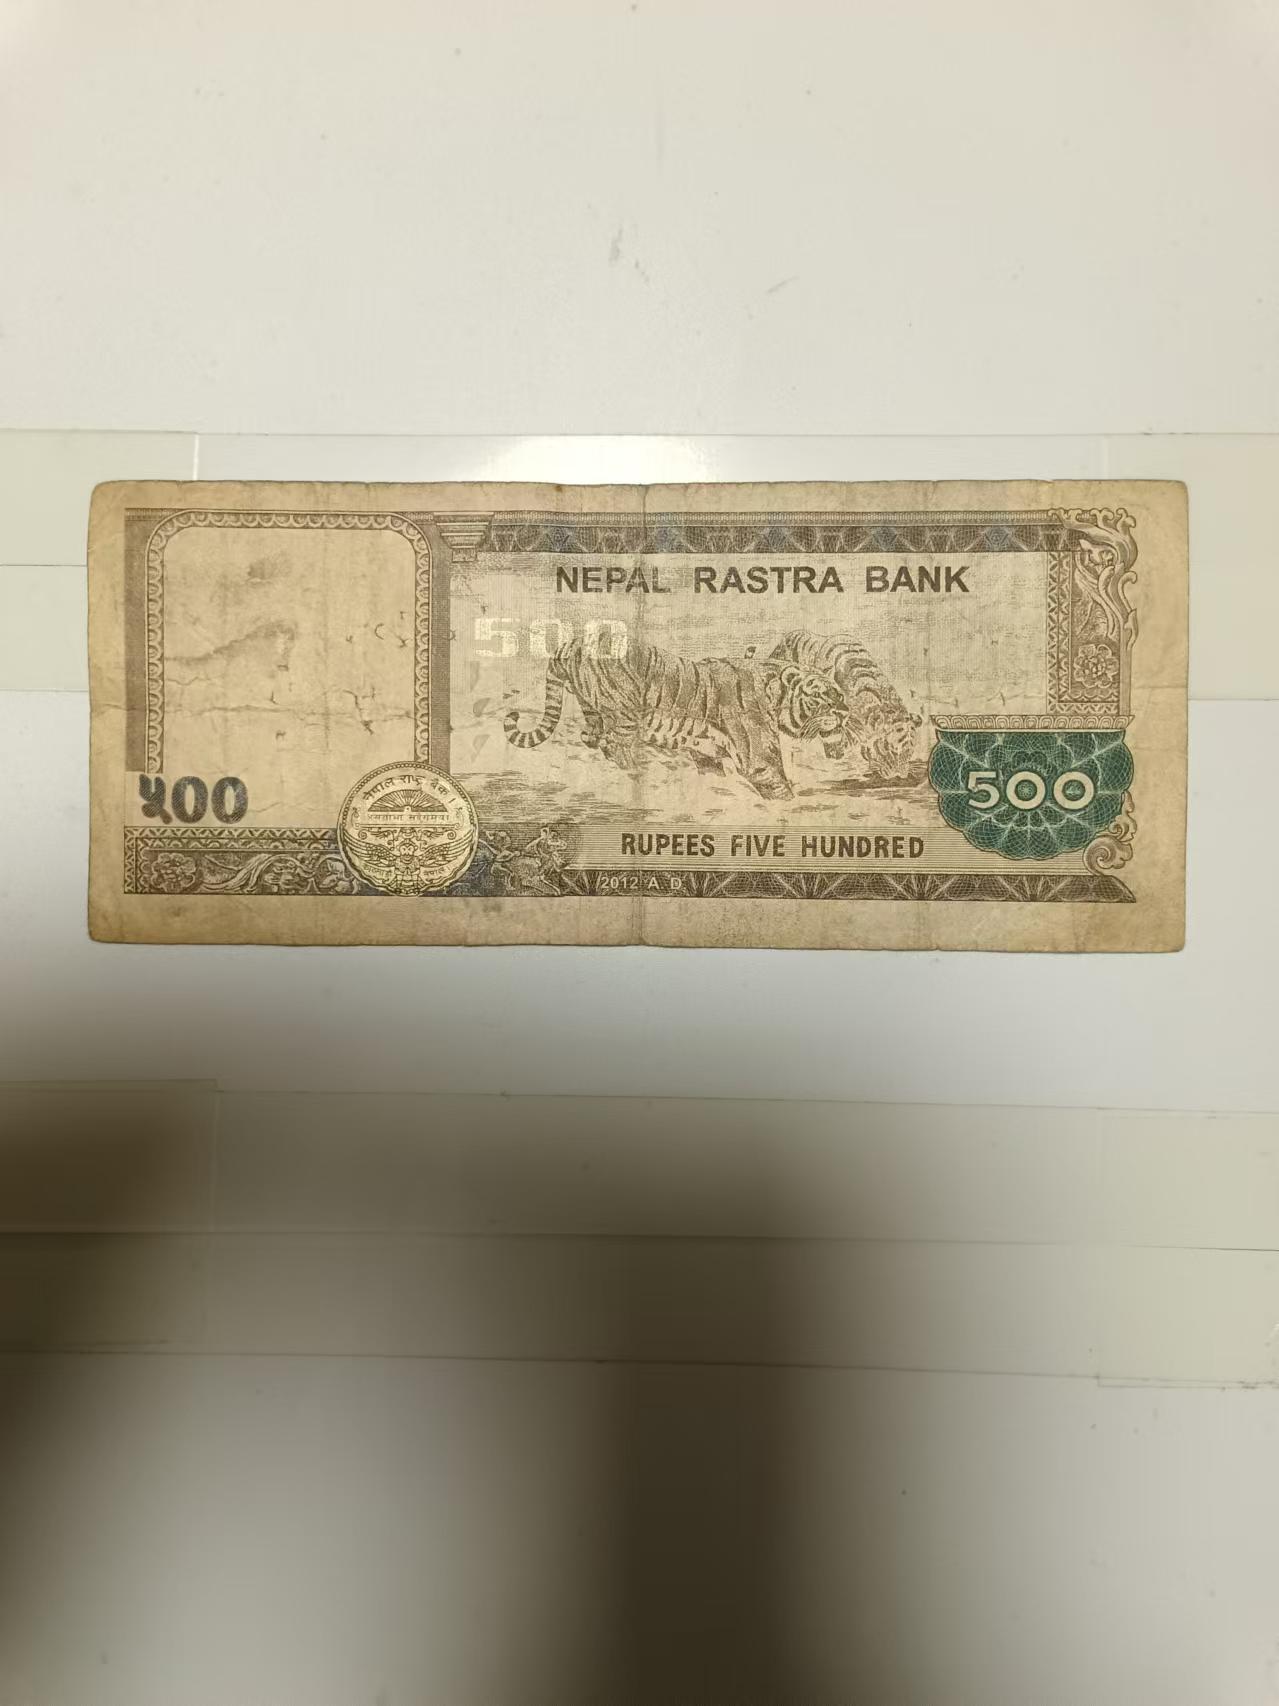 NEPAL RASTRA BANK
500
500
५००
नेपाल राष्ट्र बैंक
RUPEES FIVE HUNDRED
2012 A. D.